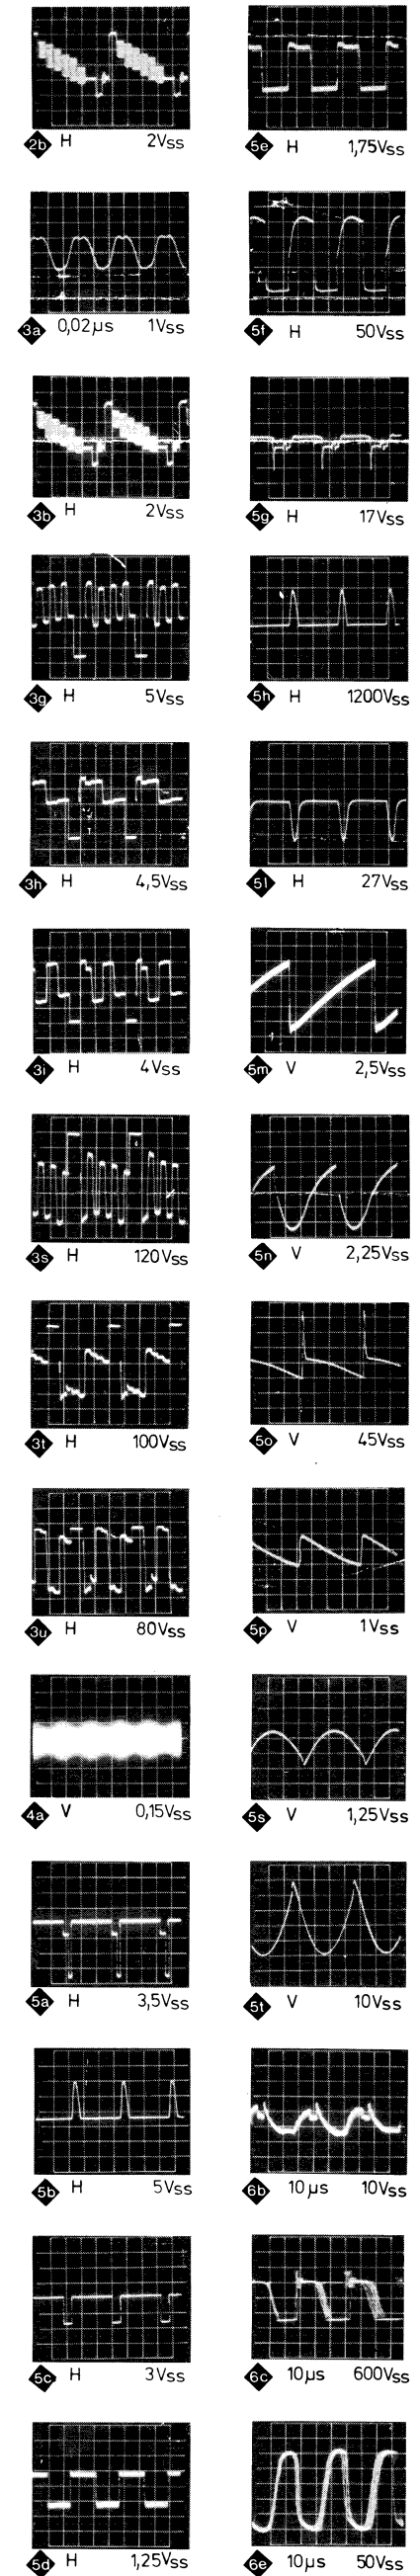 2b H 2Vss
5e H 1,75Vss
3a 0,02µs 1Vss
5f H 50Vss
3b H 2Vss
5g H 17Vss
3g H 5Vss
5h H 1200Vss
3h H 4,5Vss
5l H 27Vss
3i H 4Vss
5m V 2,5Vss
3s H 120Vss
5n V 2,25Vss
3t H 100Vss
5o V 45Vss
3u H 80Vss
5p V 1Vss
4a V 0,15Vss
5s V 1,25Vss
5a H 3,5Vss
5t V 10Vss
5b H 5Vss
6b 10µs 10Vss
5c H 3Vss
6c 10µs 600Vss
5d H 1,25Vss
6e 10µs 50Vss